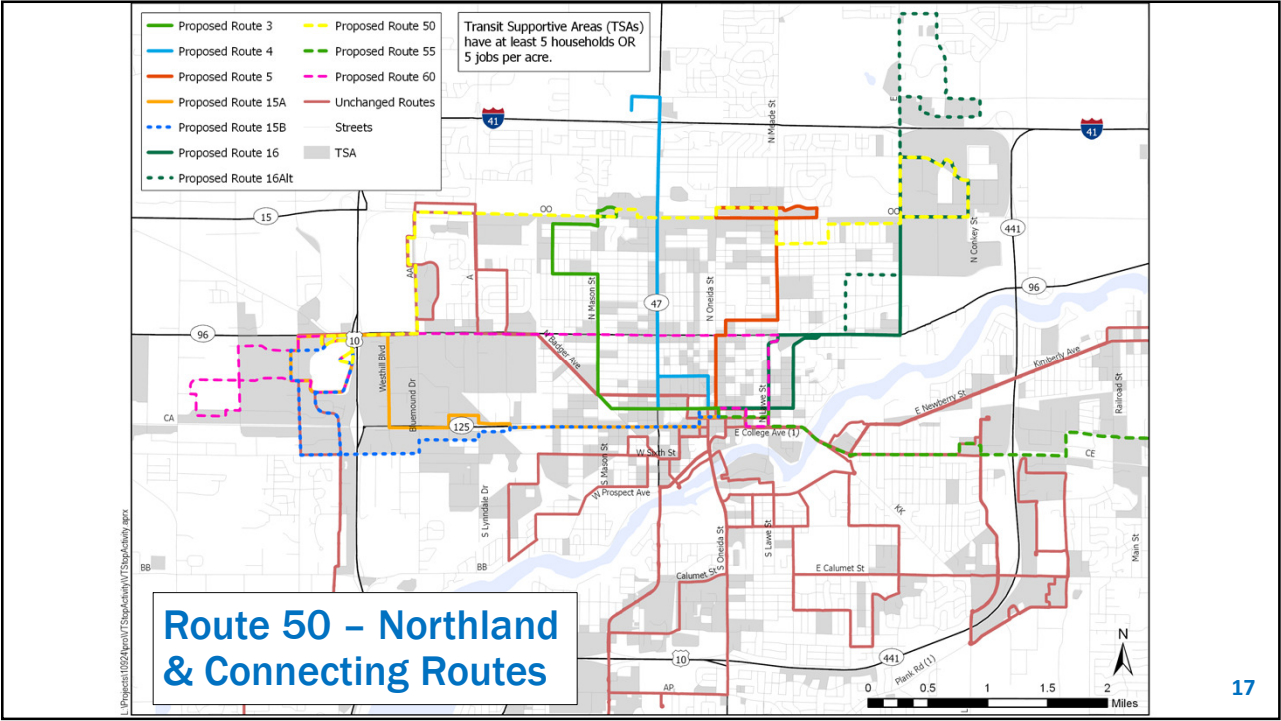 Proposed Route 3
Proposed Route 4
Proposed Route 5
Proposed Route 15A
Proposed Route 15B
Proposed Route 16
Proposed Route 16Alt
Proposed Route 50
Proposed Route 55
Proposed Route 60
Unchanged Routes
Streets
TSA
Transit Supportive Areas (TSAs)
have at least 5 households OR
5 jobs per acre.
41
N Meade St
E
41
15
OO
OO
441
N Conkey St
AA
A
N Mason St
47
N Oneida St
96
96
10
N Badger Ave
Westhill Blvd
Bluemound Dr
N Lawe St
Kimberly Ave
Railroad St
E Newberry St
CA
125
E College Ave (1)
W Sixth St
CE
S Mason St
W Prospect Ave
S Lynndale Dr
KK
S Oneida St
S Lawe St
Main St
BB
BB
Calumet St
E Calumet St
10
441
Plank Rd (1)
AP
L
N
0 0.5 1 1.5 2
Miles
L:\Projects\10924\pro\VTStopActivity\VTStopActivity.aprx
Route 50 – Northland
& Connecting Routes
17